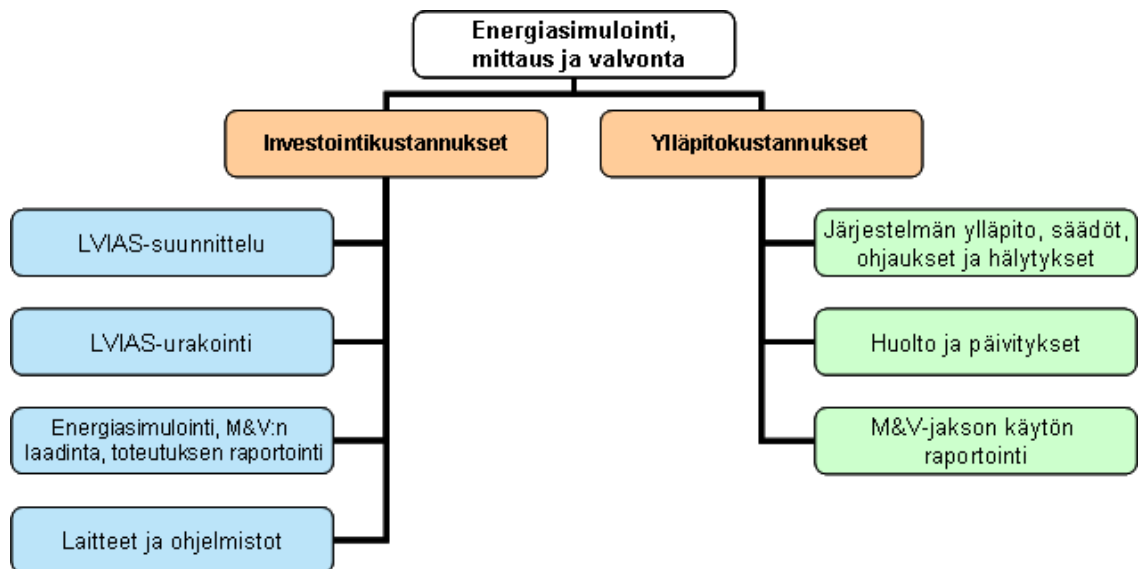 Energiasimulointi,
mittaus ja valvonta
Investointikustannukset
Ylläpitokustannukset
LVIAS-suunnittelu
LVIAS-urakointi
Energiasimulointi, M&V:n
laadinta, toteutuksen raportointi
Laitteet ja ohjelmistot
Järjestelmän ylläpito, säädöt,
ohjaukset ja hälytykset
Huolto ja päivitykset
M&V-jakson käytön
raportointi